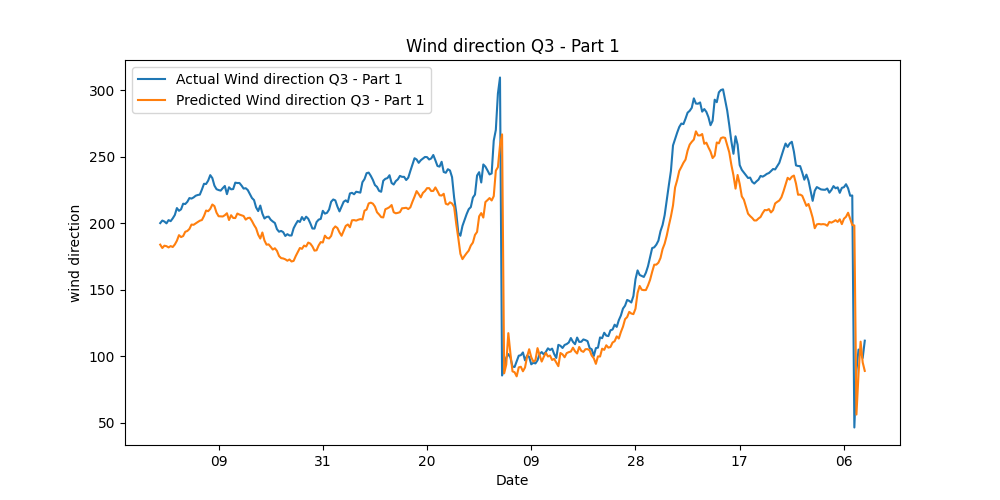 Wind direction Q3 - Part 1
Actual Wind direction Q3 - Part 1
Predicted Wind direction Q3 - Part 1
wind direction
300
250
200
150
100
50
09 31 20 09 28 17 06
Date